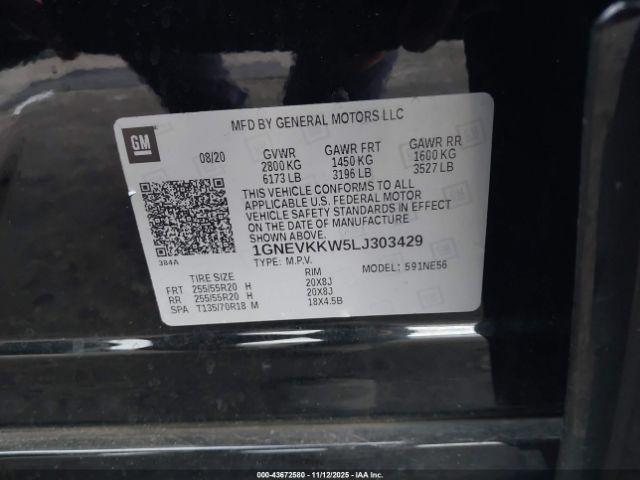 MFD BY GENERAL MOTORS LLC
GM
08/20 GVWR GAWR FRT GAWR RR
2800 KG 1450 KG 1600 KG
6173 LB 3196 LB 3527 LB
THIS VEHICLE CONFORMS TO ALL
APPLICABLE U.S. FEDERAL MOTOR
VEHICLE SAFETY STANDARDS IN EFFECT
ON THE DATE OF MANUFACTURE
SHOWN ABOVE.
1GNEVKKW5LJ303429
384A
TYPE: M.P.V. MODEL: 591NE56
TIRE SIZE RIM
FRT 255/55R20 H 20X8J
RR 255/55R20 H 20X8J
SPA T135/70R18 M 18X4.5B
000-43672580 - 11/12/2025 - IAAI.com